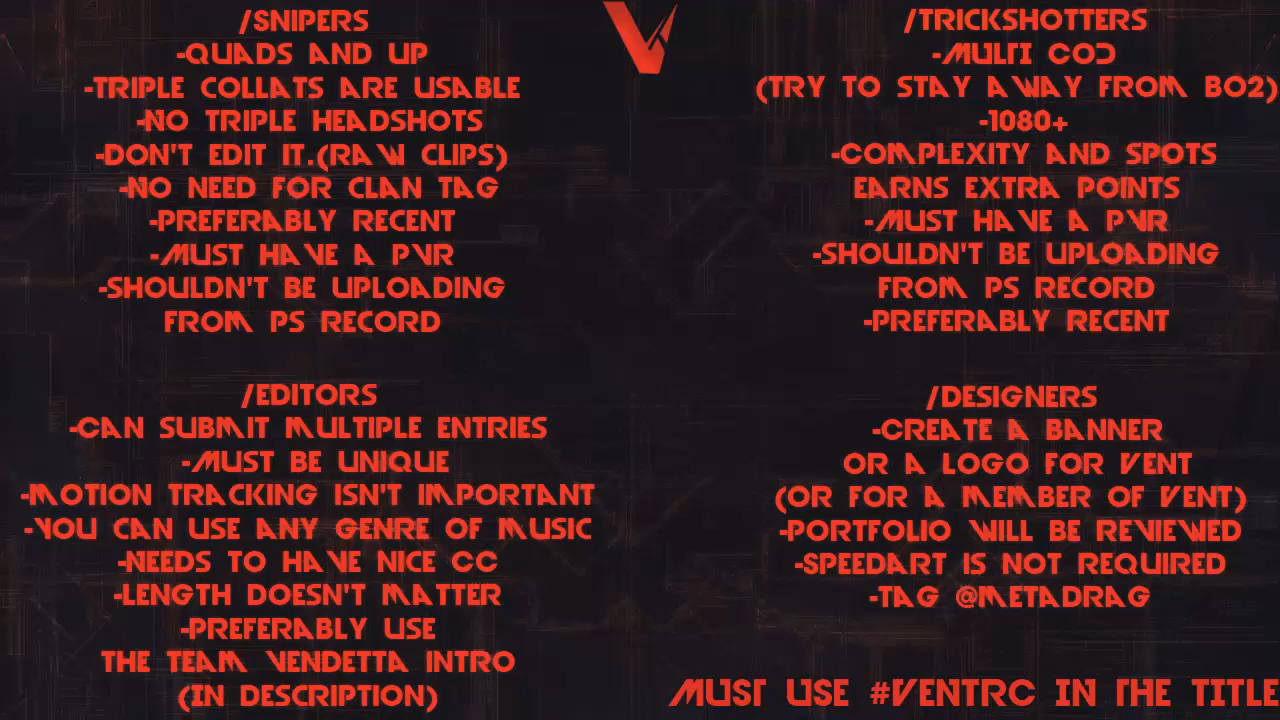 /SNIPERS
-QUADS AND UP
-TRIPLE COLLATS ARE USABLE
-NO TRIPLE HEADSHOTS
-DON'T EDIT IT.(RAW CLIPS)
-NO NEED FOR CLAN TAG
-PREFERABLY RECENT
-MUST HAVE A PVR
-SHOULDN'T BE UPLOADING
FROM PS RECORD
/TRICKSHOTTERS
-MULTI COD
(TRY TO STAY AWAY FROM BO2)
-1080+
-COMPLEXITY AND SPOTS
EARNS EXTRA POINTS
-MUST HAVE A PVR
-SHOULDN'T BE UPLOADING
FROM PS RECORD
-PREFERABLY RECENT
/EDITORS
-CAN SUBMIT MULTIPLE ENTRIES
-MUST BE UNIQUE
-MOTION TRACKING ISN'T IMPORTANT
-YOU CAN USE ANY GENRE OF MUSIC
-NEEDS TO HAVE NICE CC
-LENGTH DOESN'T MATTER
-PREFERABLY USE
THE TEAM VENDETTA INTRO
(IN DESCRIPTION)
/DESIGNERS
-CREATE A BANNER
OR A LOGO FOR VENT
(OR FOR A MEMBER OF VENT)
-PORTFOLIO WILL BE REVIEWED
-SPEEDART IS NOT REQUIRED
-TAG @METADRAG
MUST USE #VENTRC IN THE TITLE